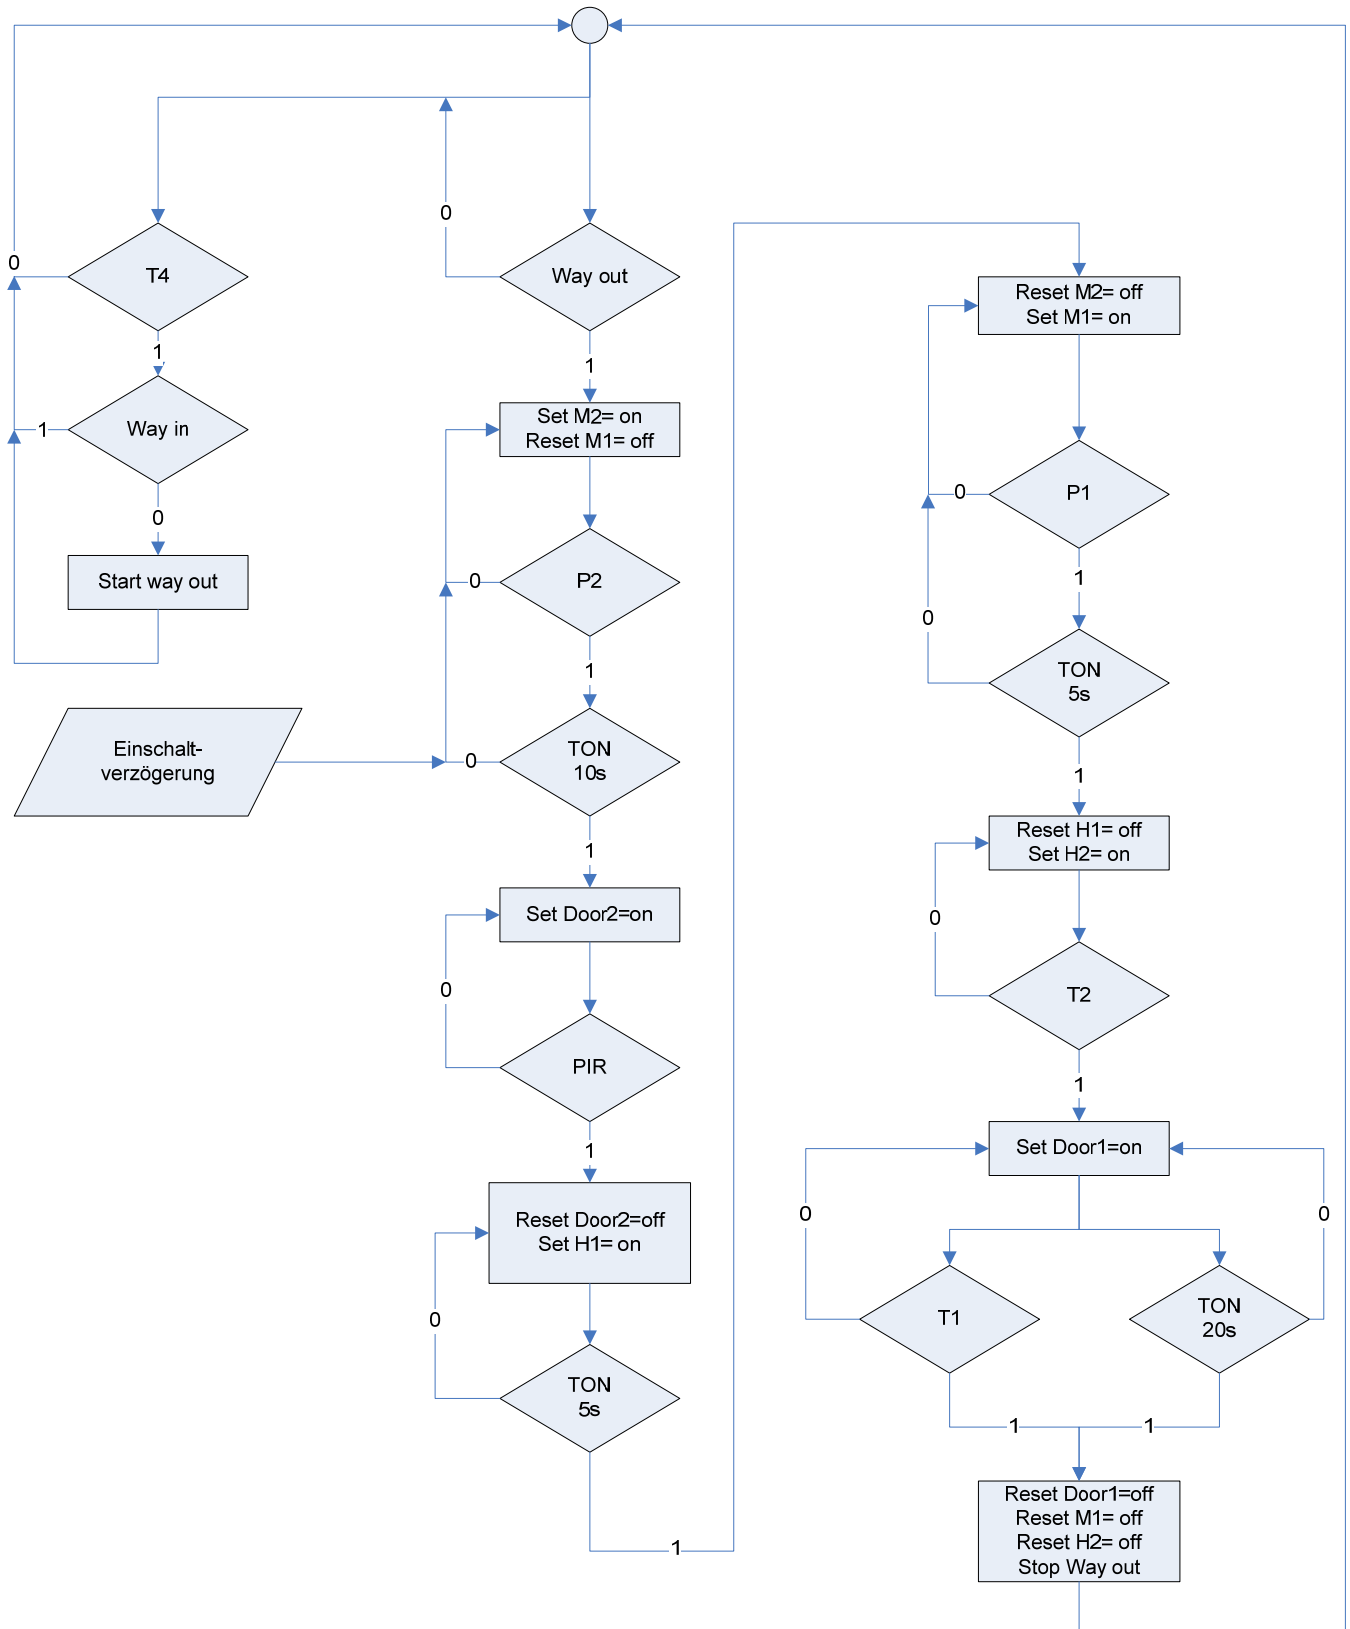 T4
0
1
Way in
1
0
Start way out
Einschalt-
verzögerung
0
Way out
1
Set M2= on
Reset M1= off
P2
0
1
TON
10s
0
1
Set Door2=on
0
PIR
1
Reset Door2=off
Set H1= on
0
TON
5s
1
Reset M2= off
Set M1= on
P1
0
1
0
TON
5s
1
Reset H1= off
Set H2= on
0
T2
1
Set Door1=on
0
0
T1
TON
20s
1
1
Reset Door1=off
Reset M1= off
Reset H2= off
Stop Way out